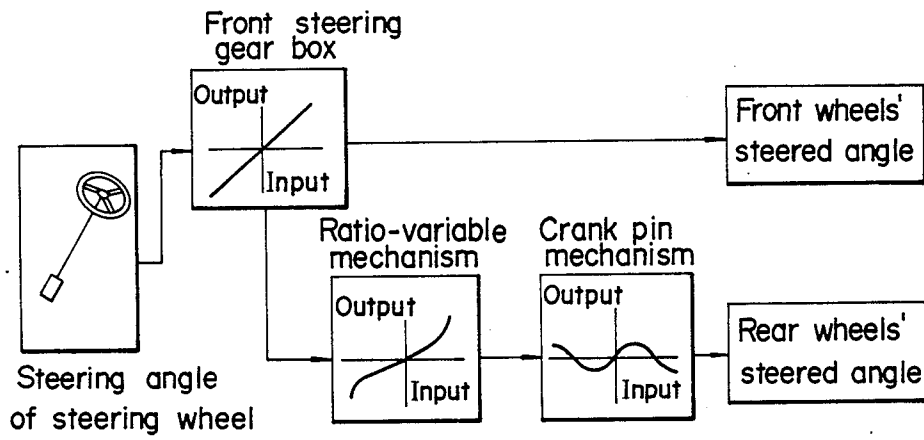 Front steering
gear box
Output
Input
Front wheels'
steered angle
Steering angle
of steering wheel
Ratio-variable
mechanism
Output
Input
Crank pin
mechanism
Output
Input
Rear wheels'
steered angle